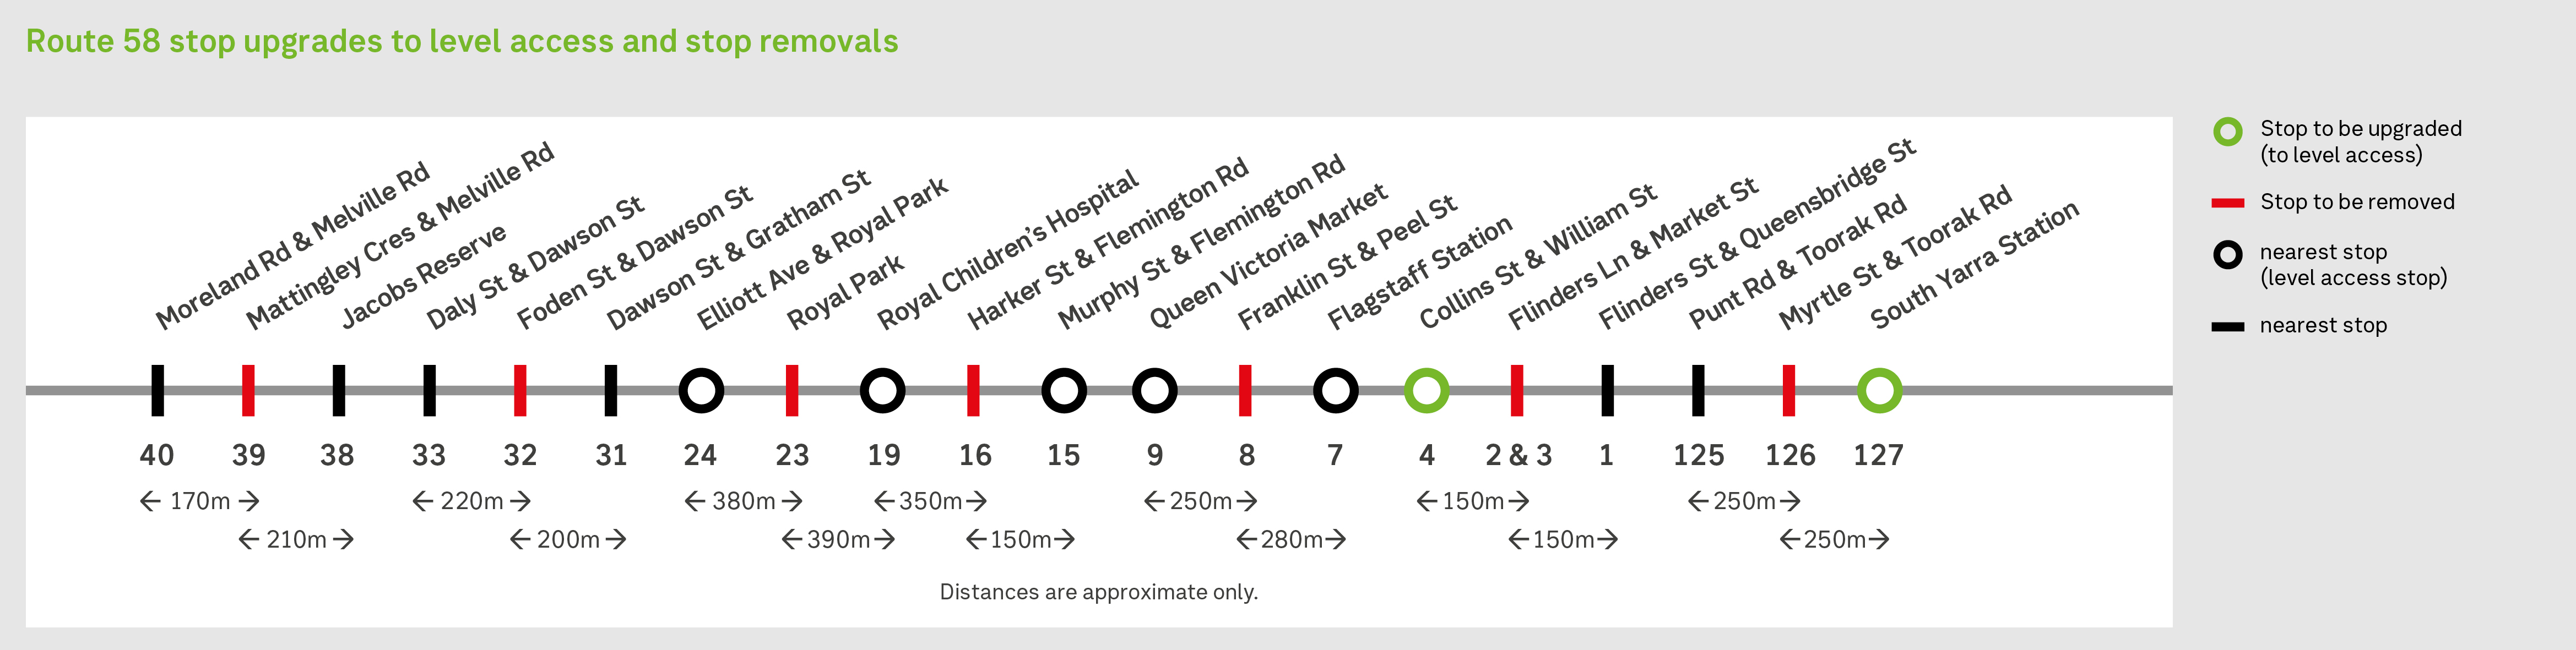 Route 58 stop upgrades to level access and stop removals
Moreland Rd & Melville Rd
Mattingley Cres & Melville Rd
Jacobs Reserve
Daly St & Dawson St
Foden St & Dawson St
Dawson St & Gratham St
Elliott Ave & Royal Park
Royal Park
Royal Children's Hospital
Harker St & Flemington Rd
Murphy St & Flemington Rd
Queen Victoria Market
Franklin St & Peel St
Flagstaff Station
Collins St & William St
Flinders Ln & Market St
Flinders St & Queensbridge St
Punt Rd & Toorak Rd
Myrtle St & Toorak Rd
South Yarra Station
40 39 38 33 32 31 24 23 19 16 15 9 8 7 4 2 & 3 1 125 126 127
170m 220m 380m 350m 250m 150m 250m
210m 200m 390m 150m 280m 150m 250m
Distances are approximate only.
Stop to be upgraded
(to level access)
Stop to be removed
nearest stop
(level access stop)
nearest stop